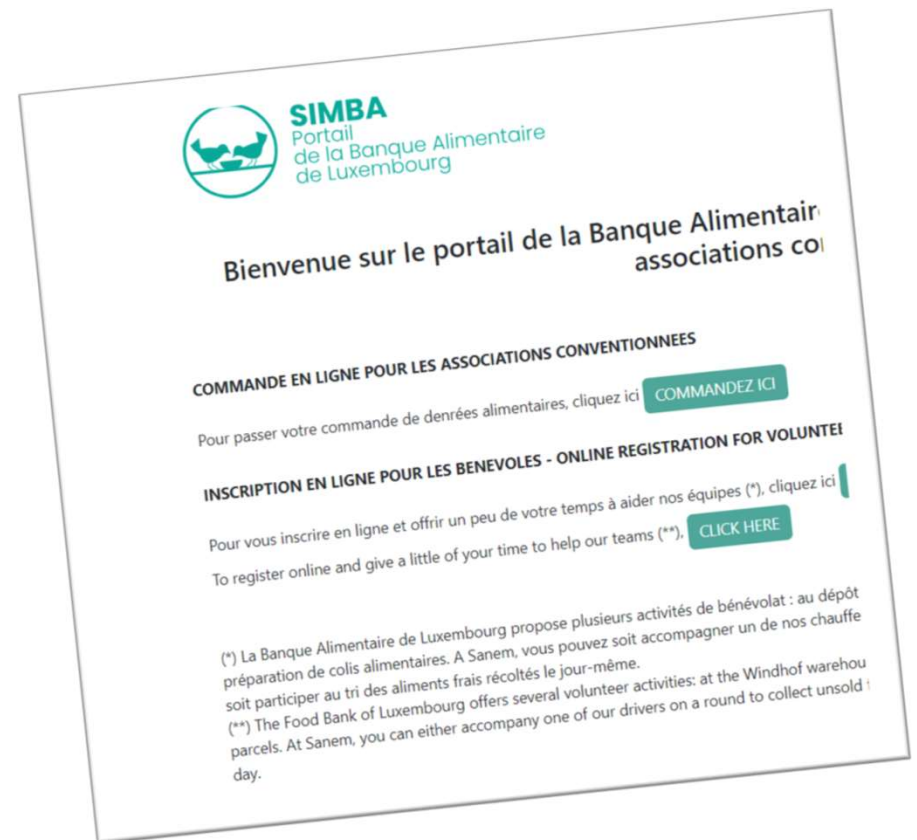 SIMBA
Portail
de la Banque Alimentaire
de Luxembourg
Bienvenue sur le portail de la Banque Alimentair
associations co
COMMANDE EN LIGNE POUR LES ASSOCIATIONS CONVENTIONNEES
Pour passer votre commande de denrées alimentaires, cliquez ici COMMANDEZ ICI
INSCRIPTION EN LIGNE POUR LES BENEVOLES - ONLINE REGISTRATION FOR VOLUNTEE
Pour vous inscrire en ligne et offrir un peu de votre temps à aider nos équipes (*), cliquez ici
To register online and give a little of your time to help our teams (**), CLICK HERE
(*) La Banque Alimentaire de Luxembourg propose plusieurs activités de bénévolat : au dépôt
préparation de colis alimentaires. A Sanem, vous pouvez soit accompagner un de nos chauffe
soit participer au tri des aliments frais récoltés le jour-même.
(**) The Food Bank of Luxembourg offers several volunteer activities: at the Windhof warehou
parcels. At Sanem, you can either accompany one of our drivers on a round to collect unsold
day.